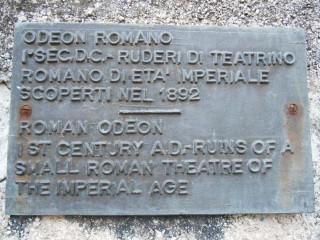 ODEON ROMANO
I° SEC. D.C.- RUDERI DI TEATRINO
ROMANO DI ETA' IMPERIALE
SCOPERTI NEL 1892
ROMAN ODEON
1ST CENTURY A.D.-RUINS OF A
SMALL ROMAN THEATRE OF
THE IMPERIAL AGE